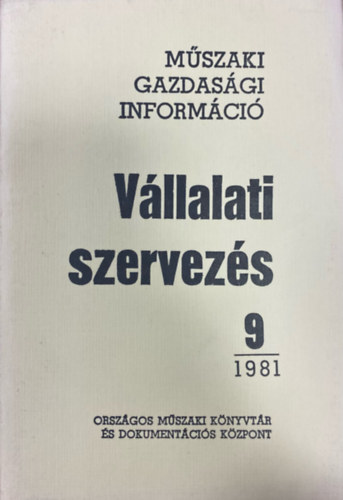 MŰSZAKI
GAZDASÁGI
INFORMÁCIÓ
Vállalati
szervezés
9
1981
ORSZÁGOS MŰSZAKI KÖNYVTÁR
ÉS DOKUMENTÁCIÓS KÖZPONT